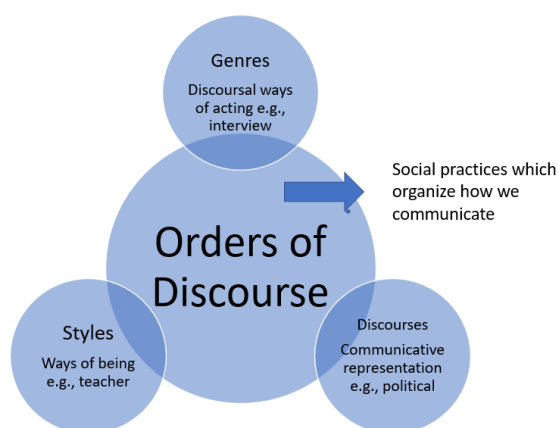 Genres
Discoursal ways
of acting e.g.,
interview
Social practices which
organize how we
communicate
Orders of
Discourse
Styles
Ways of being
e.g., teacher
Discourses
Communicative
representation
e.g., political